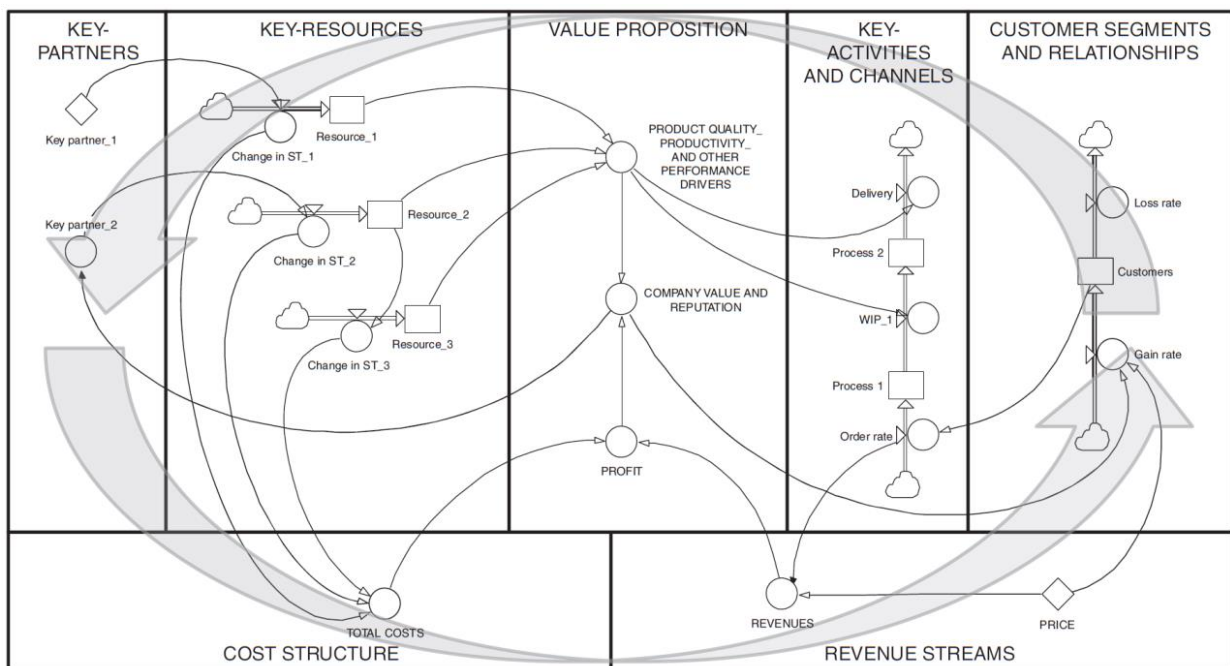 KEY-
PARTNERS
KEY-RESOURCES
VALUE PROPOSITION
KEY-
ACTIVITIES
AND CHANNELS
CUSTOMER SEGMENTS
AND RELATIONSHIPS
Key partner_1
Resource_1
Change in ST_1
Key partner_2
Resource_2
Change in ST_2
Resource_3
Change in ST_3
PRODUCT QUALITY_
PRODUCTIVITY_
AND OTHER
PERFORMANCE
DRIVERS
COMPANY VALUE AND
REPUTATION
PROFIT
Delivery
Process 2
WIP_1
Process 1
Order rate
Loss rate
Customers
Gain rate
TOTAL COSTS
COST STRUCTURE
REVENUES
PRICE
REVENUE STREAMS